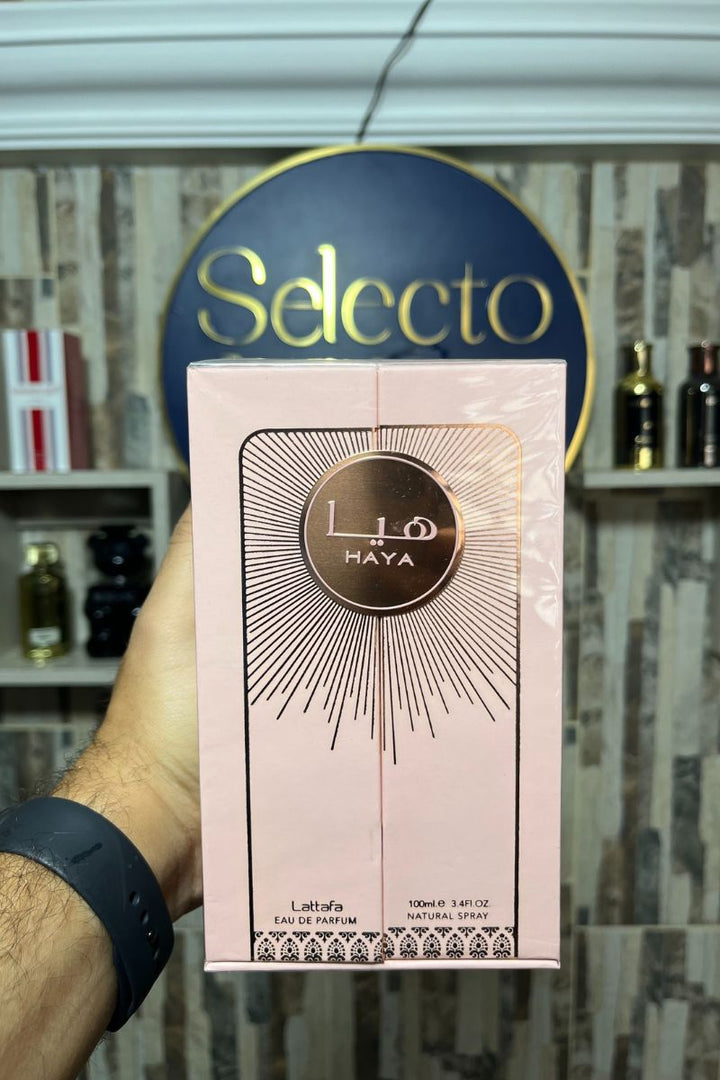 Selecto
هيا
HAYA
Lattafa
EAU DE PARFUM
100ml.e 3.4Fl.OZ.
NATURAL SPRAY